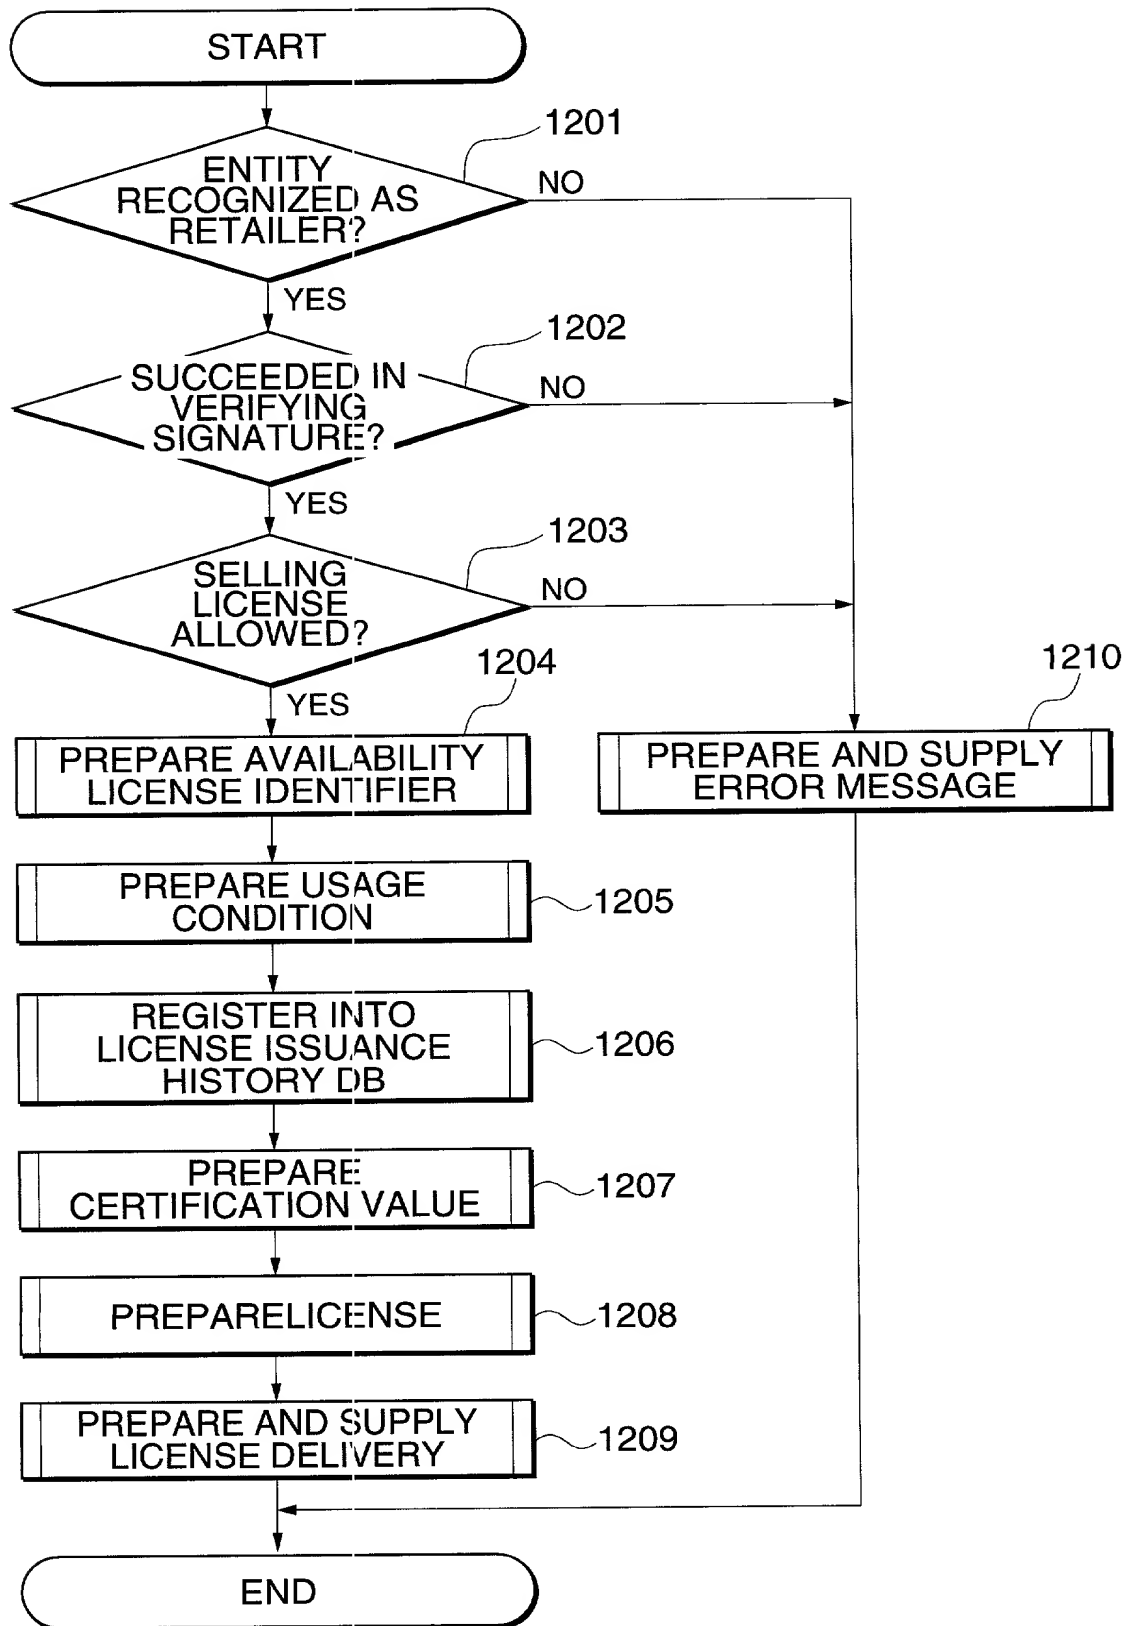 START
1201
ENTITY
RECOGNIZED AS
RETAILER?
NO
YES
1202
SUCCEEDED IN
VERIFYING
SIGNATURE?
NO
YES
1203
SELLING
LICENSE
ALLOWED?
NO
YES
1204
PREPARE AVAILABILITY
LICENSE IDENTIFIER
1210
PREPARE AND SUPPLY
ERROR MESSAGE
PREPARE USAGE
CONDITION
1205
REGISTER INTO
LICENSE ISSUANCE
HISTORY DB
1206
PREPARE
CERTIFICATION VALUE
1207
PREPARELICENSE
1208
PREPARE AND SUPPLY
LICENSE DELIVERY
1209
END